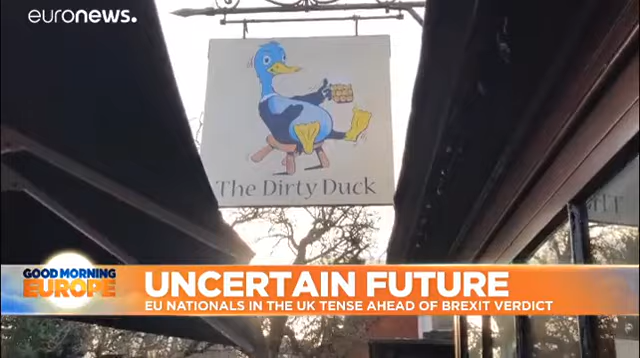 euronews.
The Dirty Duck
GOOD MORNING
EUROPE
UNCERTAIN FUTURE
EU NATIONALS IN THE UK TENSE AHEAD OF BREXIT VERDICT